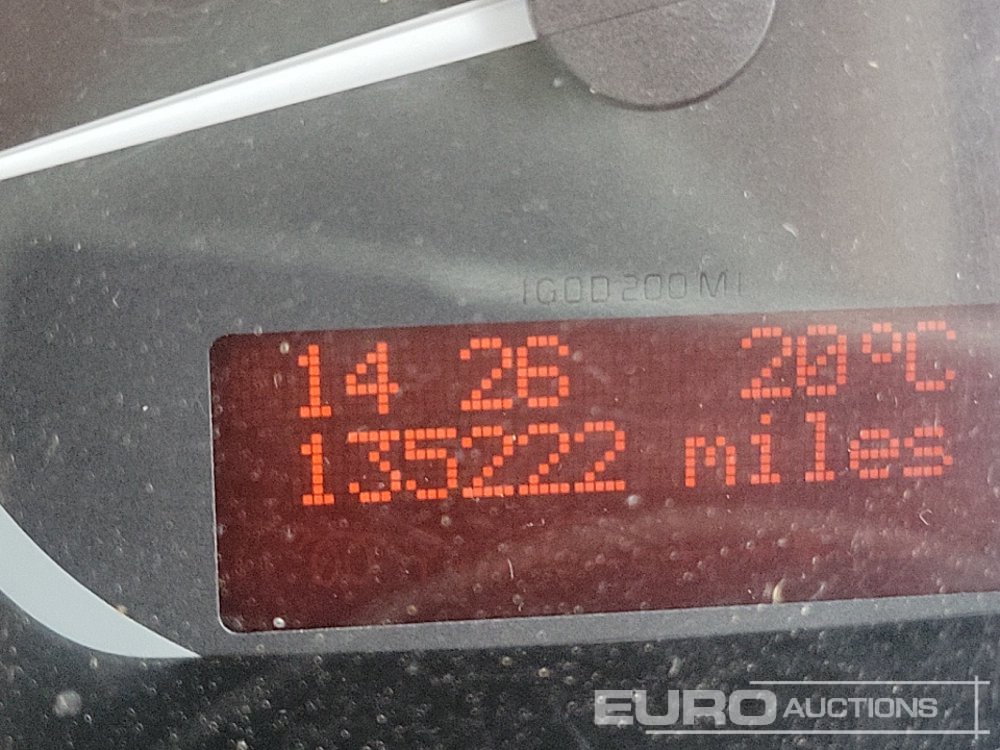 IGOD 200 MI
14 26 20°C
135222 miles
EURO AUCTIONS